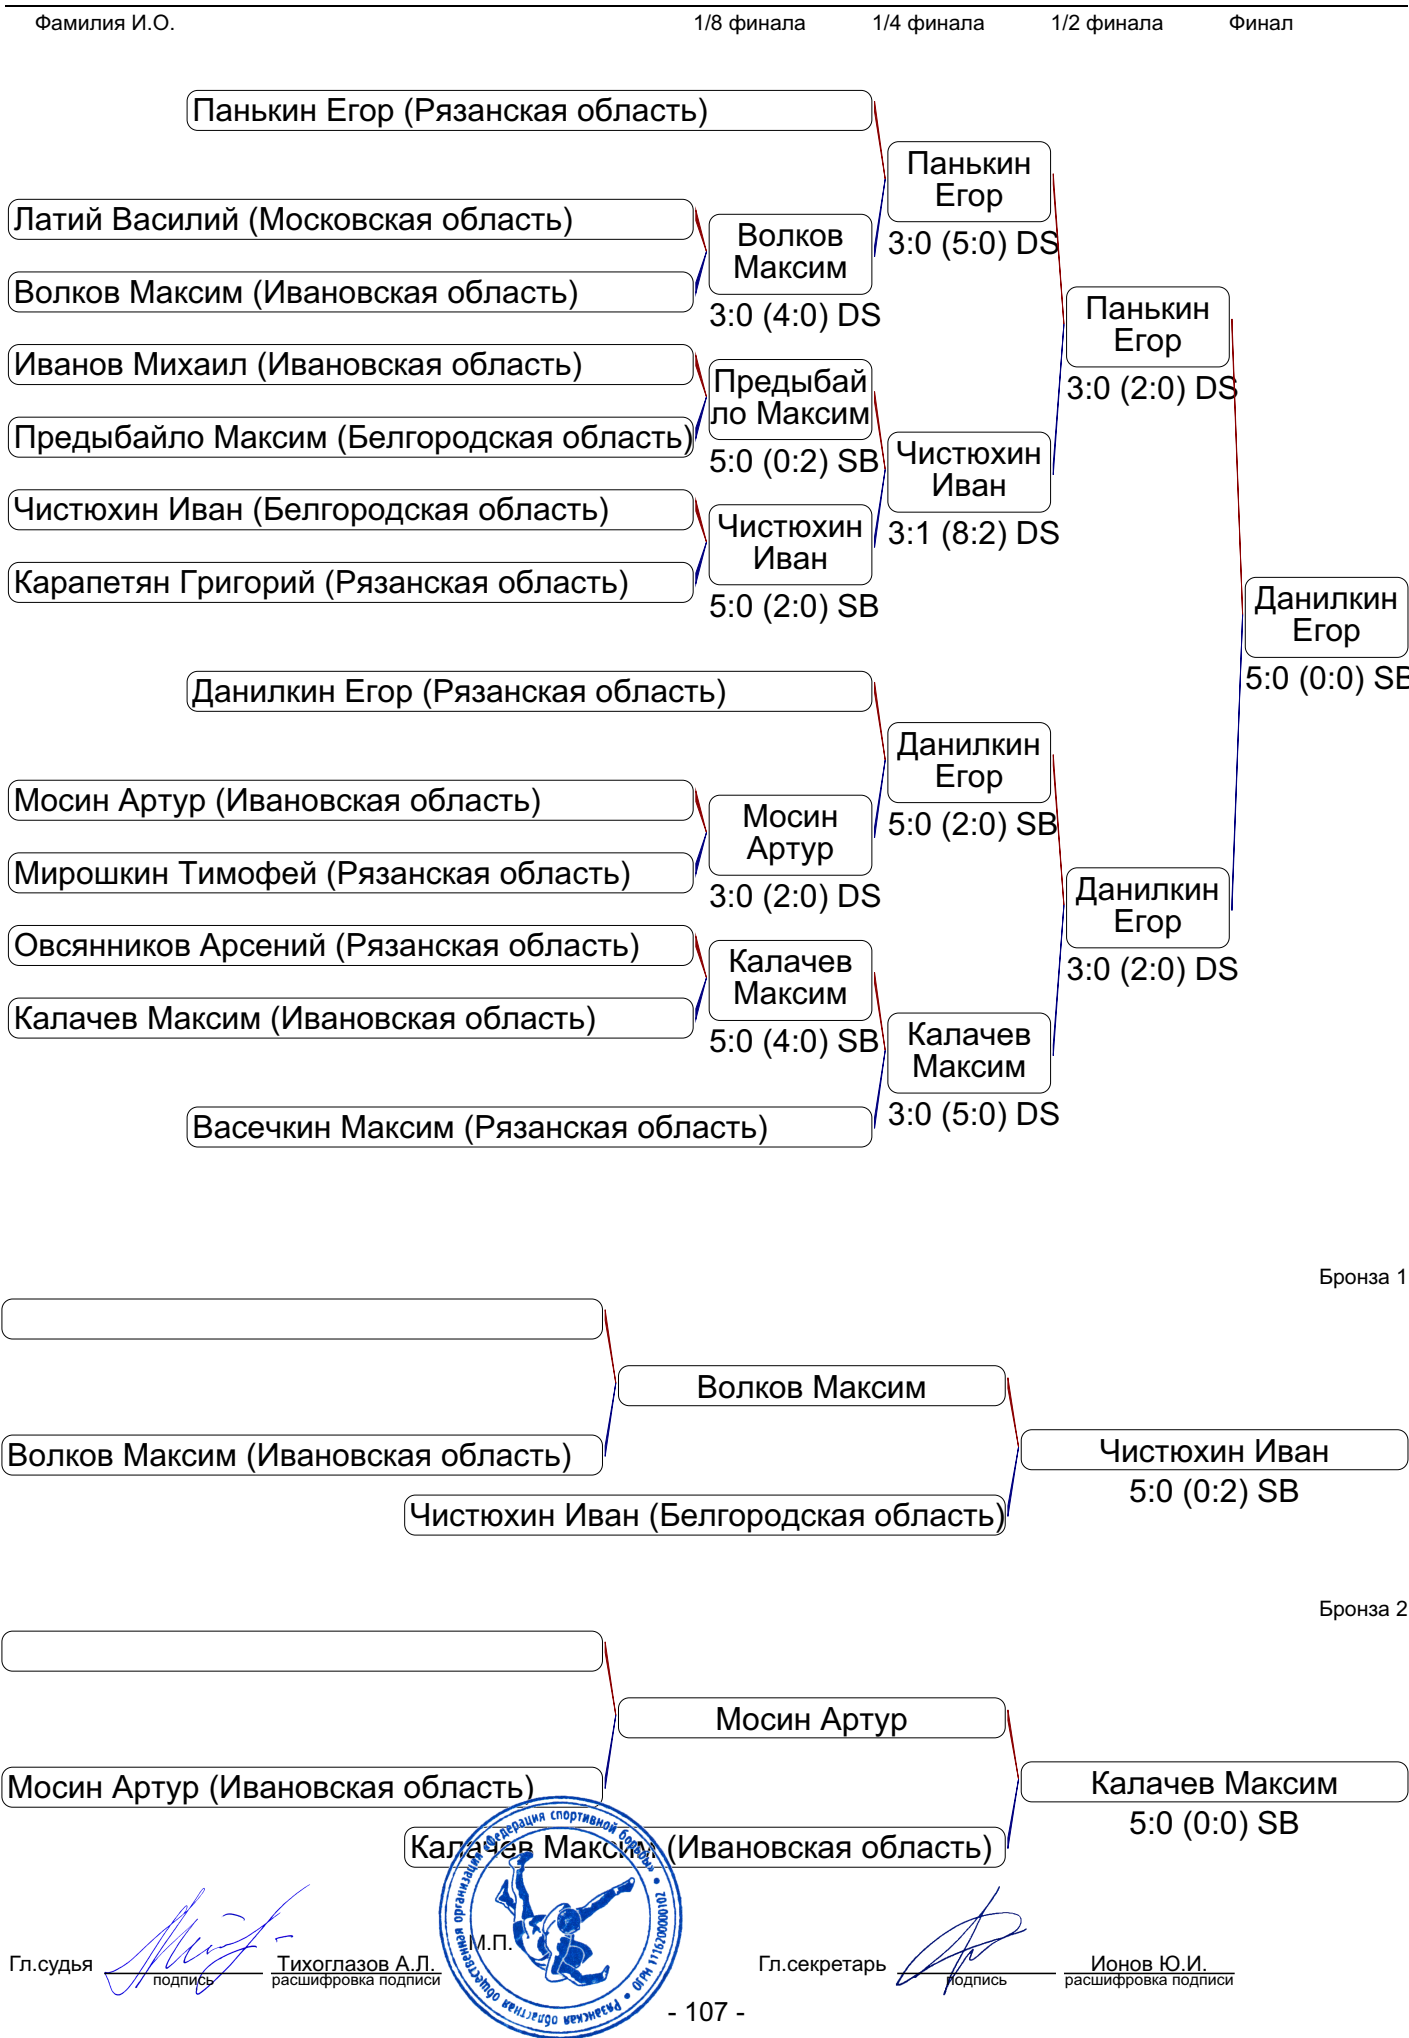 Фамилия И.О. 1/8 финала 1/4 финала 1/2 финала Финал
Панькин Егор (Рязанская область)
Панькин
Егор
3:0 (5:0) DS
Латий Василий (Московская область)
Волков
Максим
3:0 (4:0) DS
Волков Максим (Ивановская область)
Панькин
Егор
3:0 (2:0) DS
Иванов Михаил (Ивановская область)
Предыбай
ло Максим
5:0 (0:2) SB
Предыбайло Максим (Белгородская область)
Чистюхин
Иван
3:1 (8:2) DS
Чистюхин Иван (Белгородская область)
Чистюхин
Иван
5:0 (2:0) SB
Карапетян Григорий (Рязанская область)
Данилкин
Егор
5:0 (0:0) SB
Данилкин Егор (Рязанская область)
Данилкин
Егор
5:0 (2:0) SB
Мосин Артур (Ивановская область)
Мосин
Артур
3:0 (2:0) DS
Мирошкин Тимофей (Рязанская область)
Данилкин
Егор
3:0 (2:0) DS
Овсянников Арсений (Рязанская область)
Калачев
Максим
5:0 (4:0) SB
Калачев Максим (Ивановская область)
Калачев
Максим
3:0 (5:0) DS
Васечкин Максим (Рязанская область)
Бронза 1
Волков Максим
Волков Максим (Ивановская область)
Чистюхин Иван
5:0 (0:2) SB
Чистюхин Иван (Белгородская область)
Бронза 2
Мосин Артур
Мосин Артур (Ивановская область)
Калачев Максим
5:0 (0:0) SB
Калачев Максим (Ивановская область)
Рязанская областная общественная организация «Федерация спортивной борьбы»
М.П.
Гл.судья Тихоглазов А.Л.
подпись расшифровка подписи
Гл.секретарь Ионов Ю.И.
подпись расшифровка подписи
- 107 -